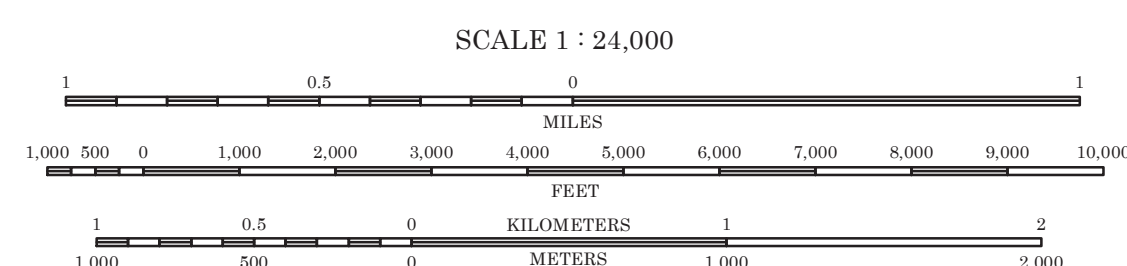 SCALE 1 : 24,000
1 0.5 0 1
MILES
1,000 500 0 1,000 2,000 3,000 4,000 5,000 6,000 7,000 8,000 9,000 10,000
FEET
1 0.5 0 KILOMETERS 1 2
1 000 500 0 METERS 1 000 2 000